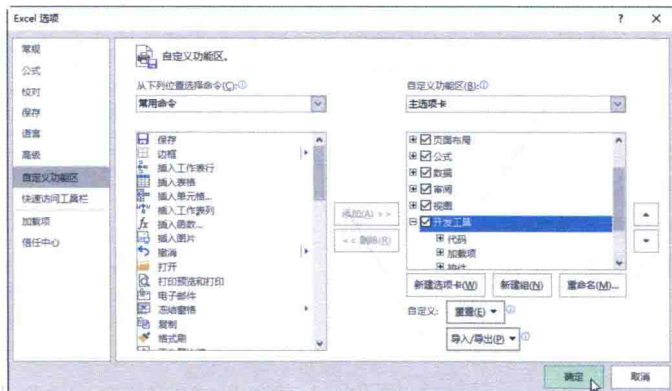 Excel 选项
? ×
常规
公式
校对
保存
语言
高级
自定义功能区
快速访问工具栏
加载项
信任中心
自定义功能区。
从下列位置选择命令(C):
常用命令
保存
边框
插入工作表行
插入表格
插入单元格...
插入工作表列
插入函数...
插入图片
撤消
打开
打印预览和打印
电子邮件
冻结窗格
复制
格式刷
添加(A) >>
<< 删除(R)
自定义功能区(B):
主选项卡
页面布局
公式
数据
审阅
视图
开发工具
代码
加载项
控件
新建选项卡(W)
新建组(N)
重命名(M)...
自定义:
重置(E)
导入/导出(P)
确定
取消